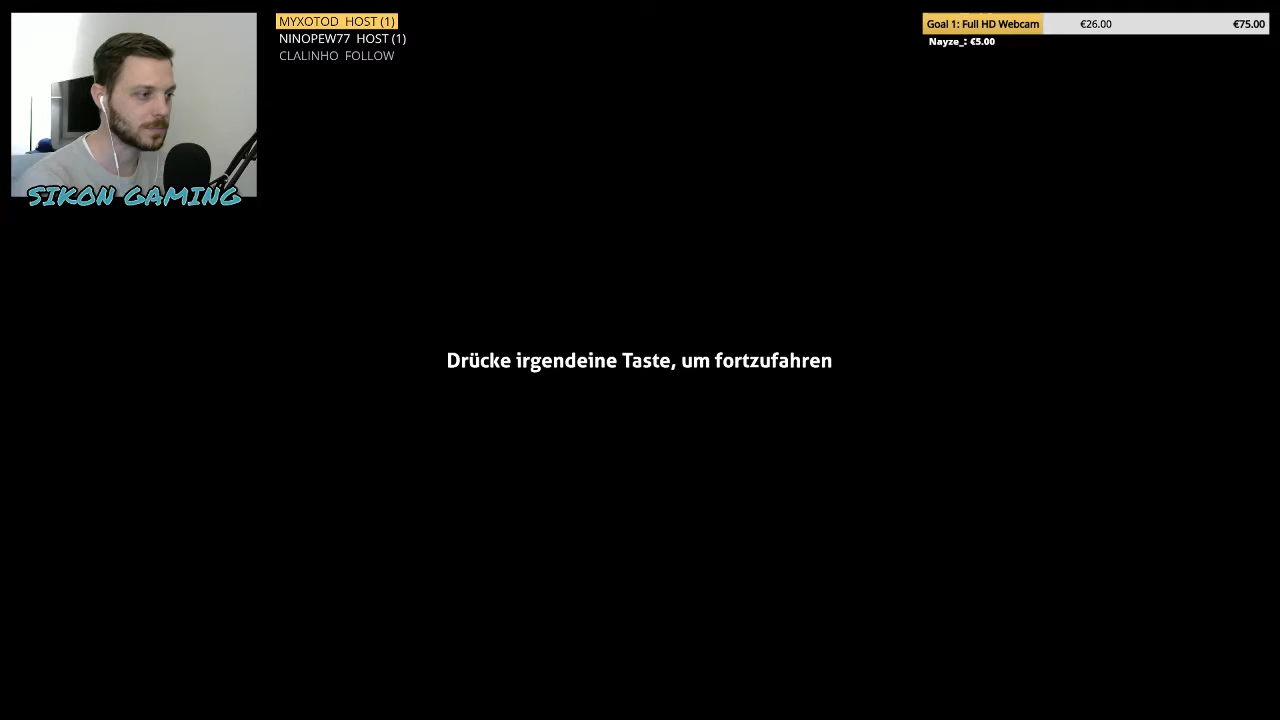 MYXOTOD HOST (1)
NINOPEW77 HOST (1)
CLALINHO FOLLOW
Goal 1: Full HD Webcam €26.00 €75.00
Nayze_: €5.00
SIKON GAMING
Drücke irgendeine Taste, um fortzufahren